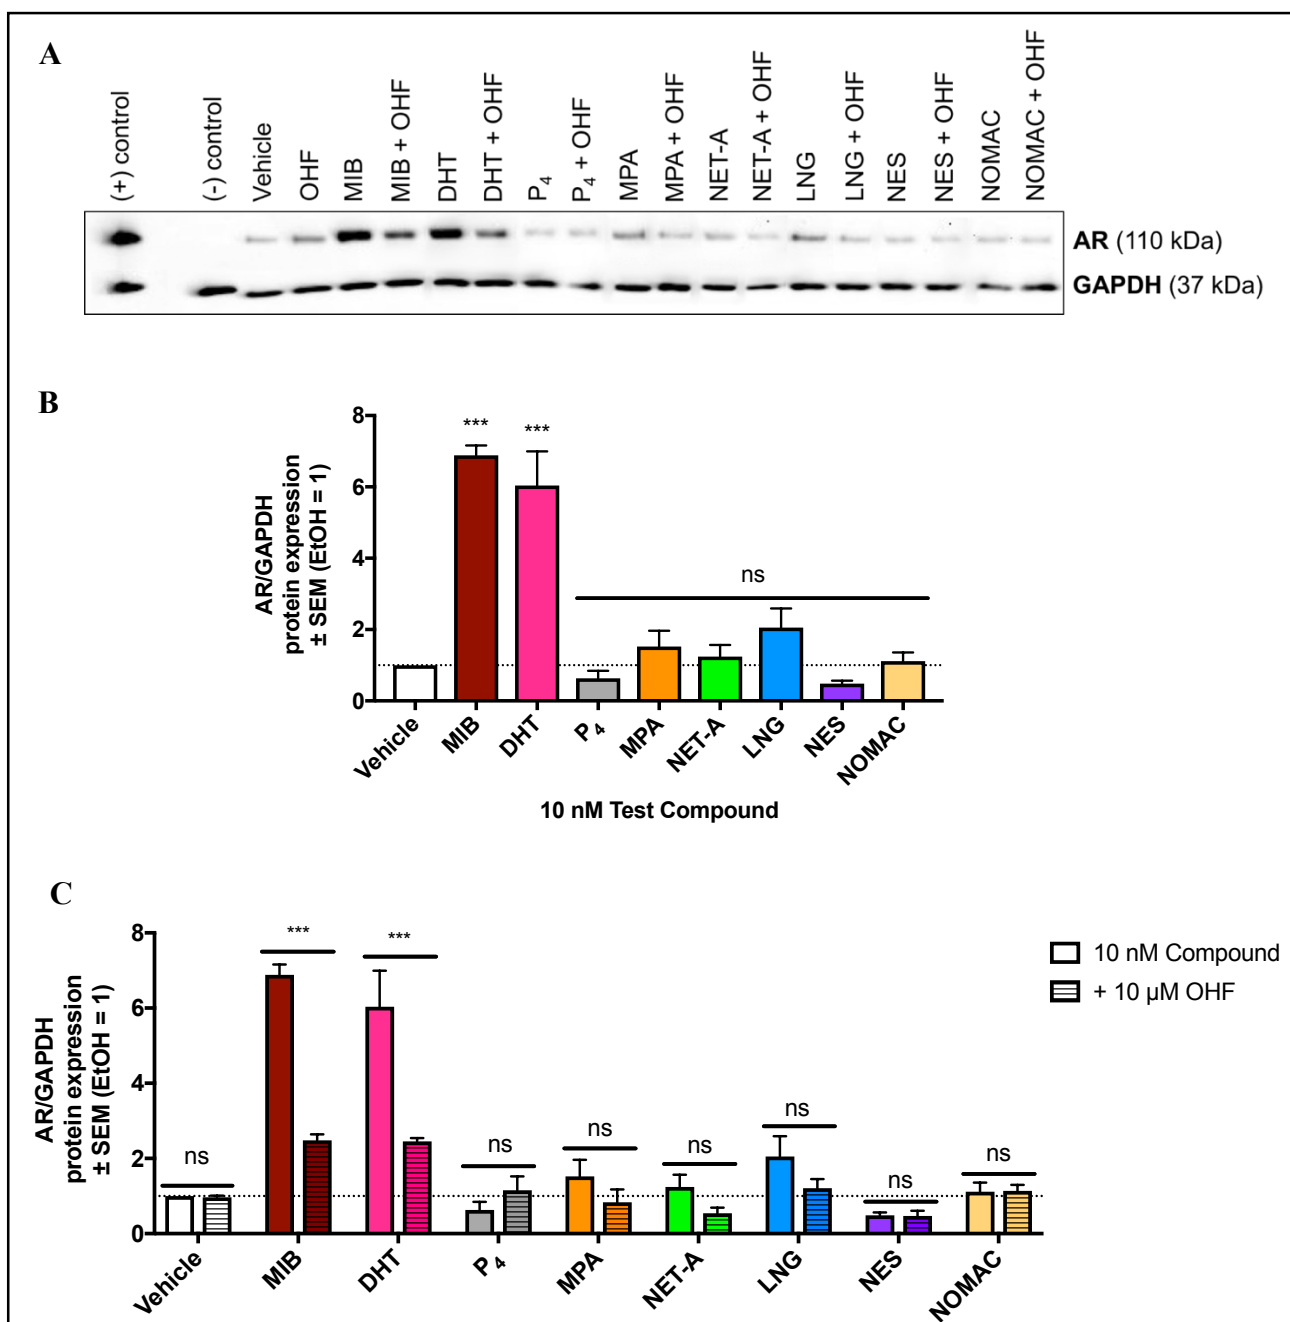 A
(+) control
(-) control
Vehicle
OHF
MIB
MIB + OHF
DHT
DHT + OHF
P4
P4 + OHF
MPA
MPA + OHF
NET-A
NET-A + OHF
LNG
LNG + OHF
NES
NES + OHF
NOMAC
NOMAC + OHF
AR (110 kDa)
GAPDH (37 kDa)
B
AR/GAPDH
protein expression
± SEM (EtOH = 1)
8
6
4
2
0
***
***
ns
Vehicle
MIB
DHT
P4
MPA
NET-A
LNG
NES
NOMAC
10 nM Test Compound
C
AR/GAPDH
protein expression
± SEM (EtOH = 1)
8
6
4
2
0
ns
***
***
ns
ns
ns
ns
ns
ns
Vehicle
MIB
DHT
P4
MPA
NET-A
LNG
NES
NOMAC
10 nM Compound
+ 10 µM OHF